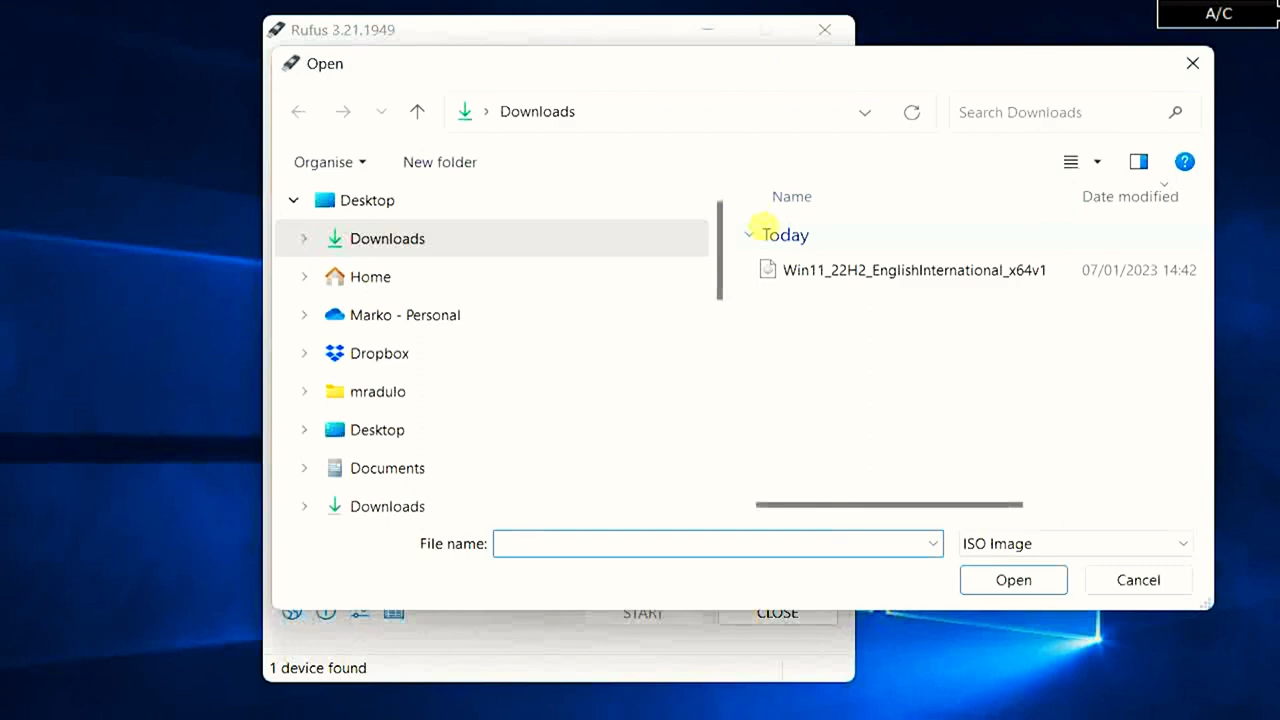 A/C
Rufus 3.21.1949
Open
Downloads
Search Downloads
Organise
New folder
Name
Date modified
Desktop
Downloads
Home
Marko - Personal
Dropbox
mradulo
Desktop
Documents
Downloads
Today
Win11_22H2_EnglishInternational_x64v1
07/01/2023 14:42
File name:
ISO Image
Open
Cancel
START
CLOSE
1 device found